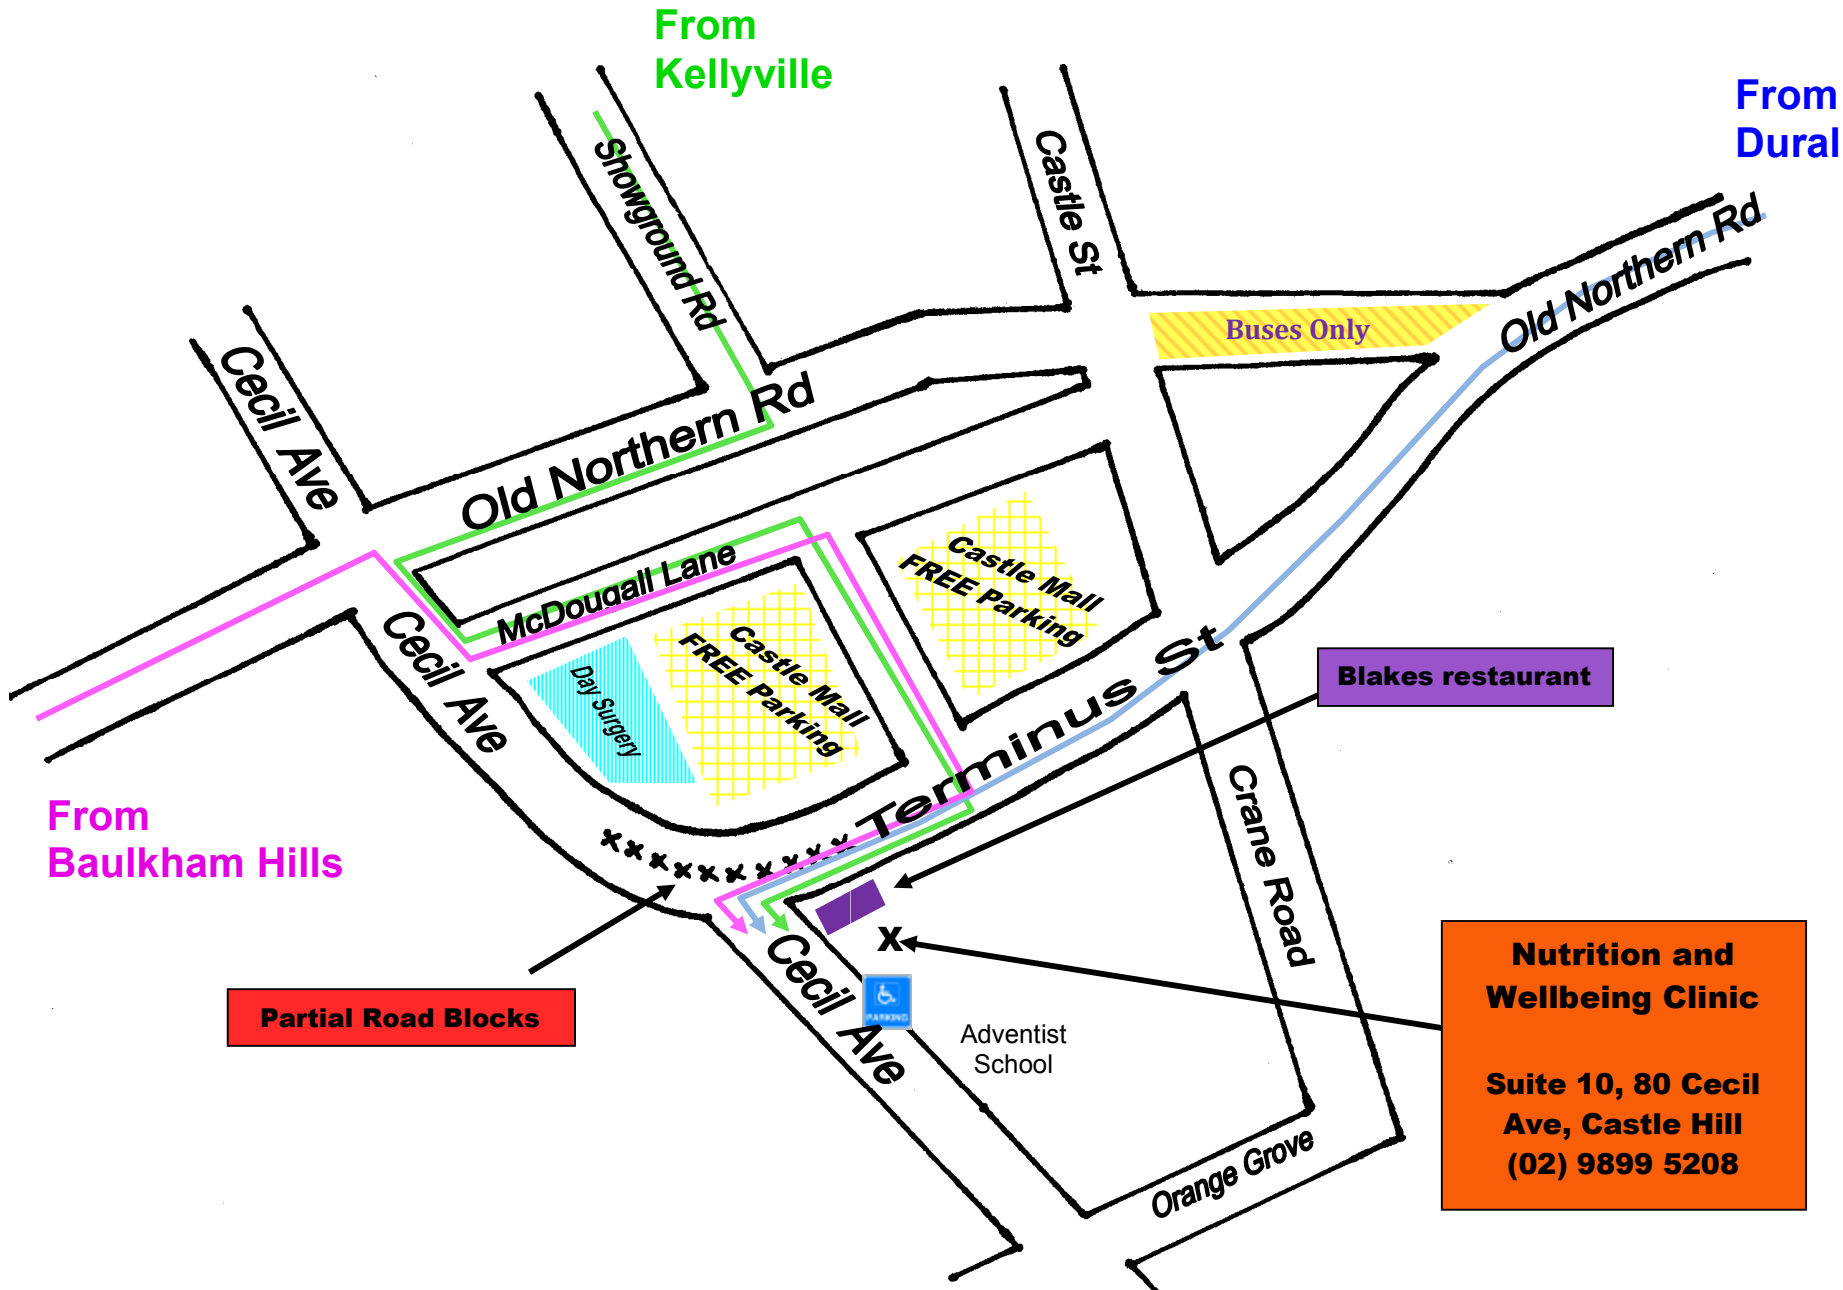 From
Kellyville
From
Dural
Showground Rd
Castle St
Old Northern Rd
Buses Only
Cecil Ave
Old Northern Rd
McDougall Lane
Castle Mall
FREE Parking
Cecil Ave
Day Surgery
Castle Mall
FREE Parking
Terminus St
Blakes restaurant
From
Baulkham Hills
Crane Road
x x x x x x x x x x
Partial Road Blocks
Cecil Ave
x
PARKING
Adventist
School
Nutrition and
Wellbeing Clinic
Suite 10, 80 Cecil
Ave, Castle Hill
(02) 9899 5208
Orange Grove